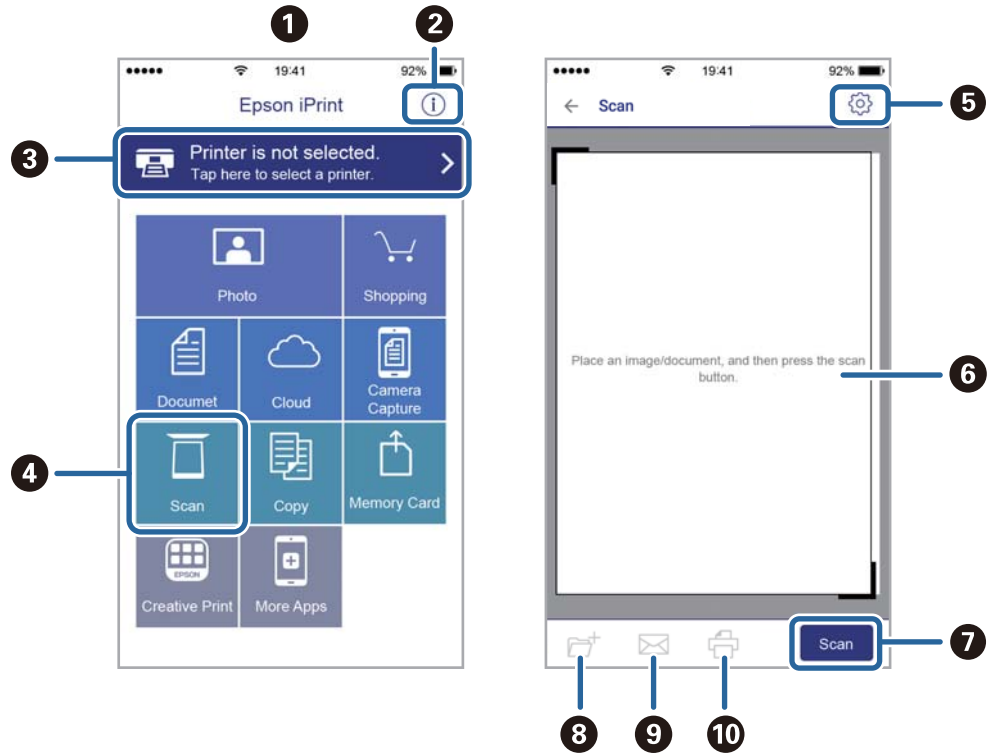 1
2
19:41
92%
Epson iPrint
i
3
Printer is not selected.
Tap here to select a printer.
Photo
Shopping
Documet
Cloud
Camera
Capture
4
Scan
Copy
Memory Card
EPSON
Creative Print
More Apps
19:41
92%
Scan
5
Place an image/document, and then press the scan
button.
6
Scan
7
8
9
10